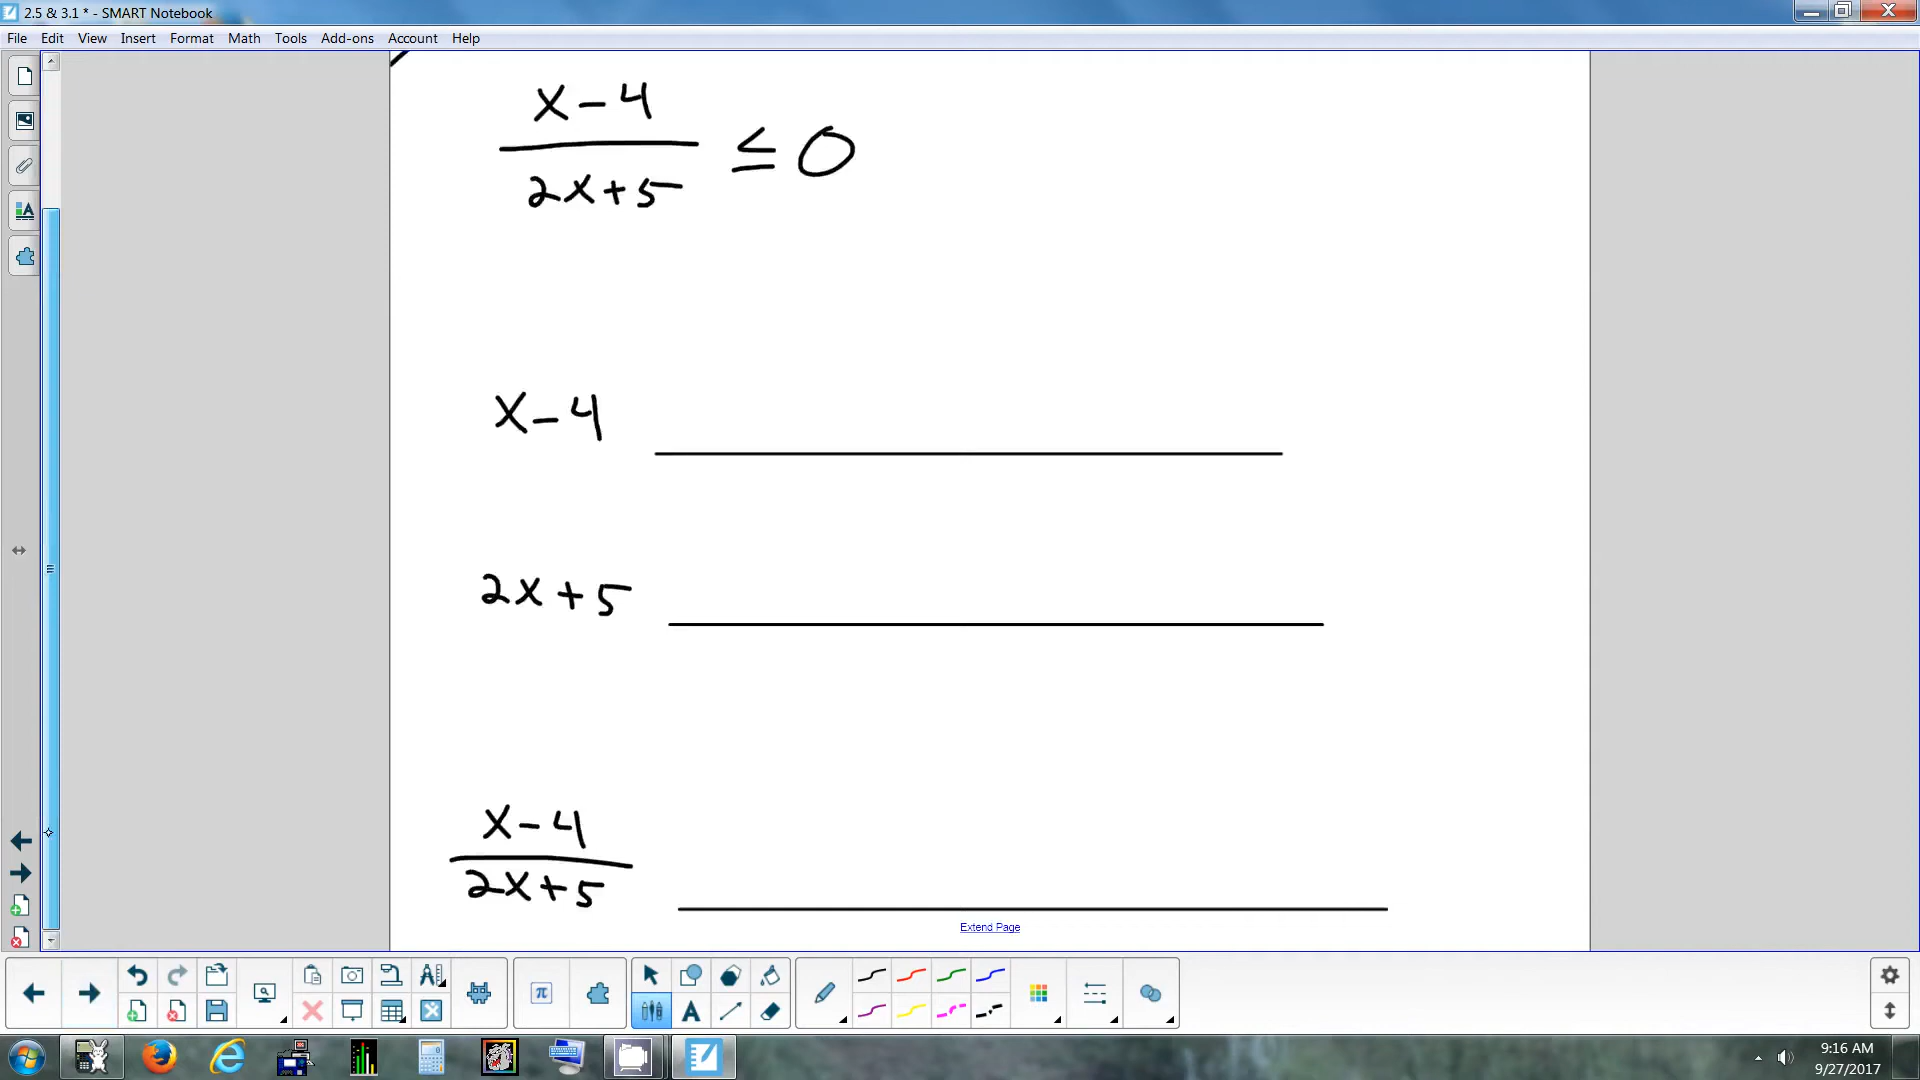 2.5 & 3.1 * - SMART Notebook
File Edit View Insert Format Math Tools Add-ons Account Help
x-4
2x+5 ≤ 0
x-4
2x+5
x-4
2x+5
Extend Page
π
A
9:16 AM
9/27/2017